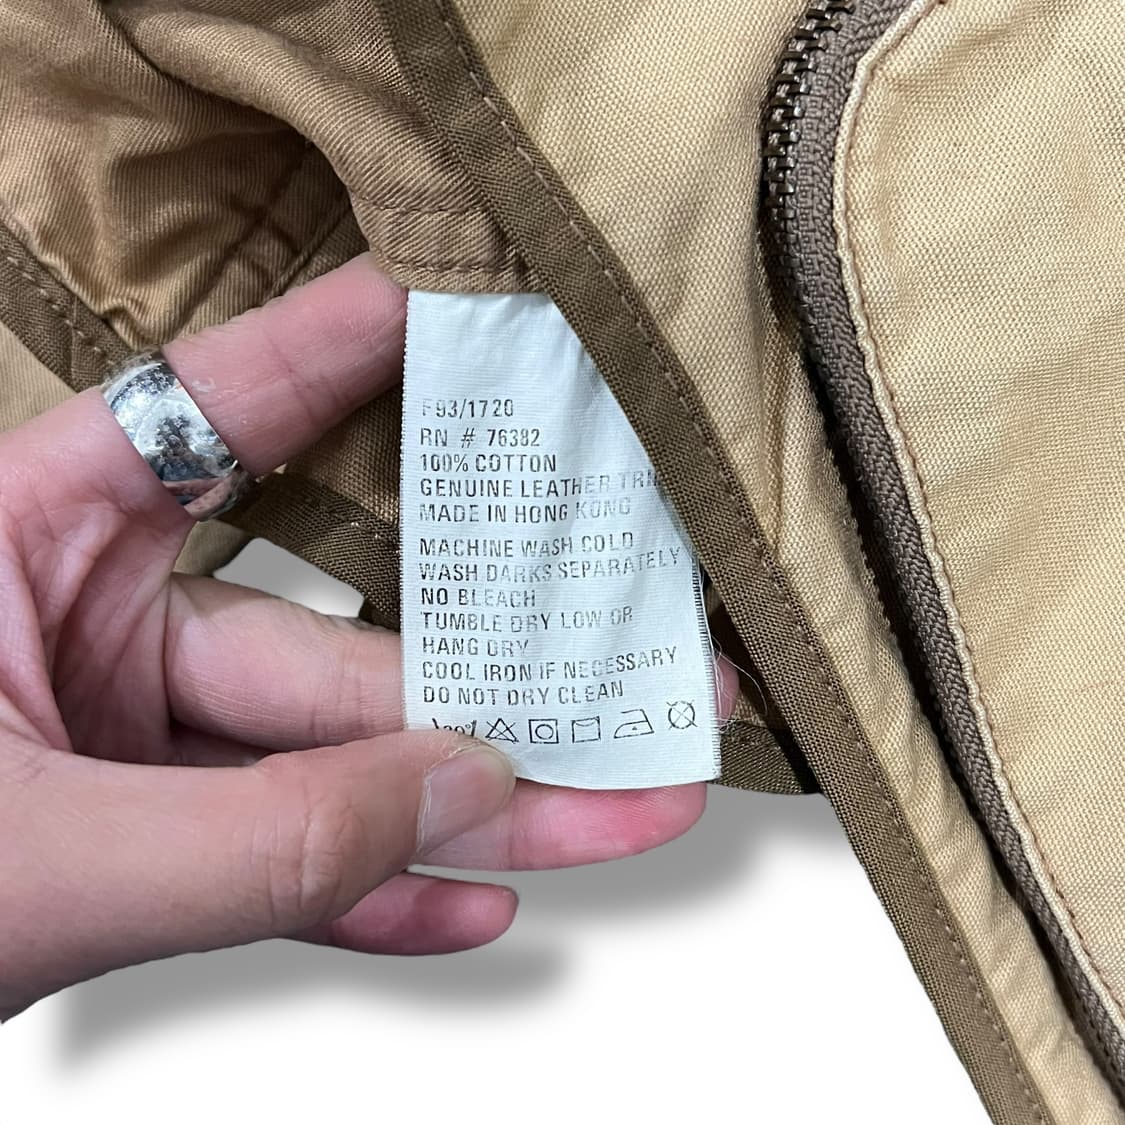 F93/1720
RN # 76382
100% COTTON
GENUINE LEATHER TRIM
MADE IN HONG KONG
MACHINE WASH COLD
WASH DARKS SEPARATELY
NO BLEACH
TUMBLE DRY LOW OR
HANG DRY
COOL IRON IF NECESSARY
DO NOT DRY CLEAN